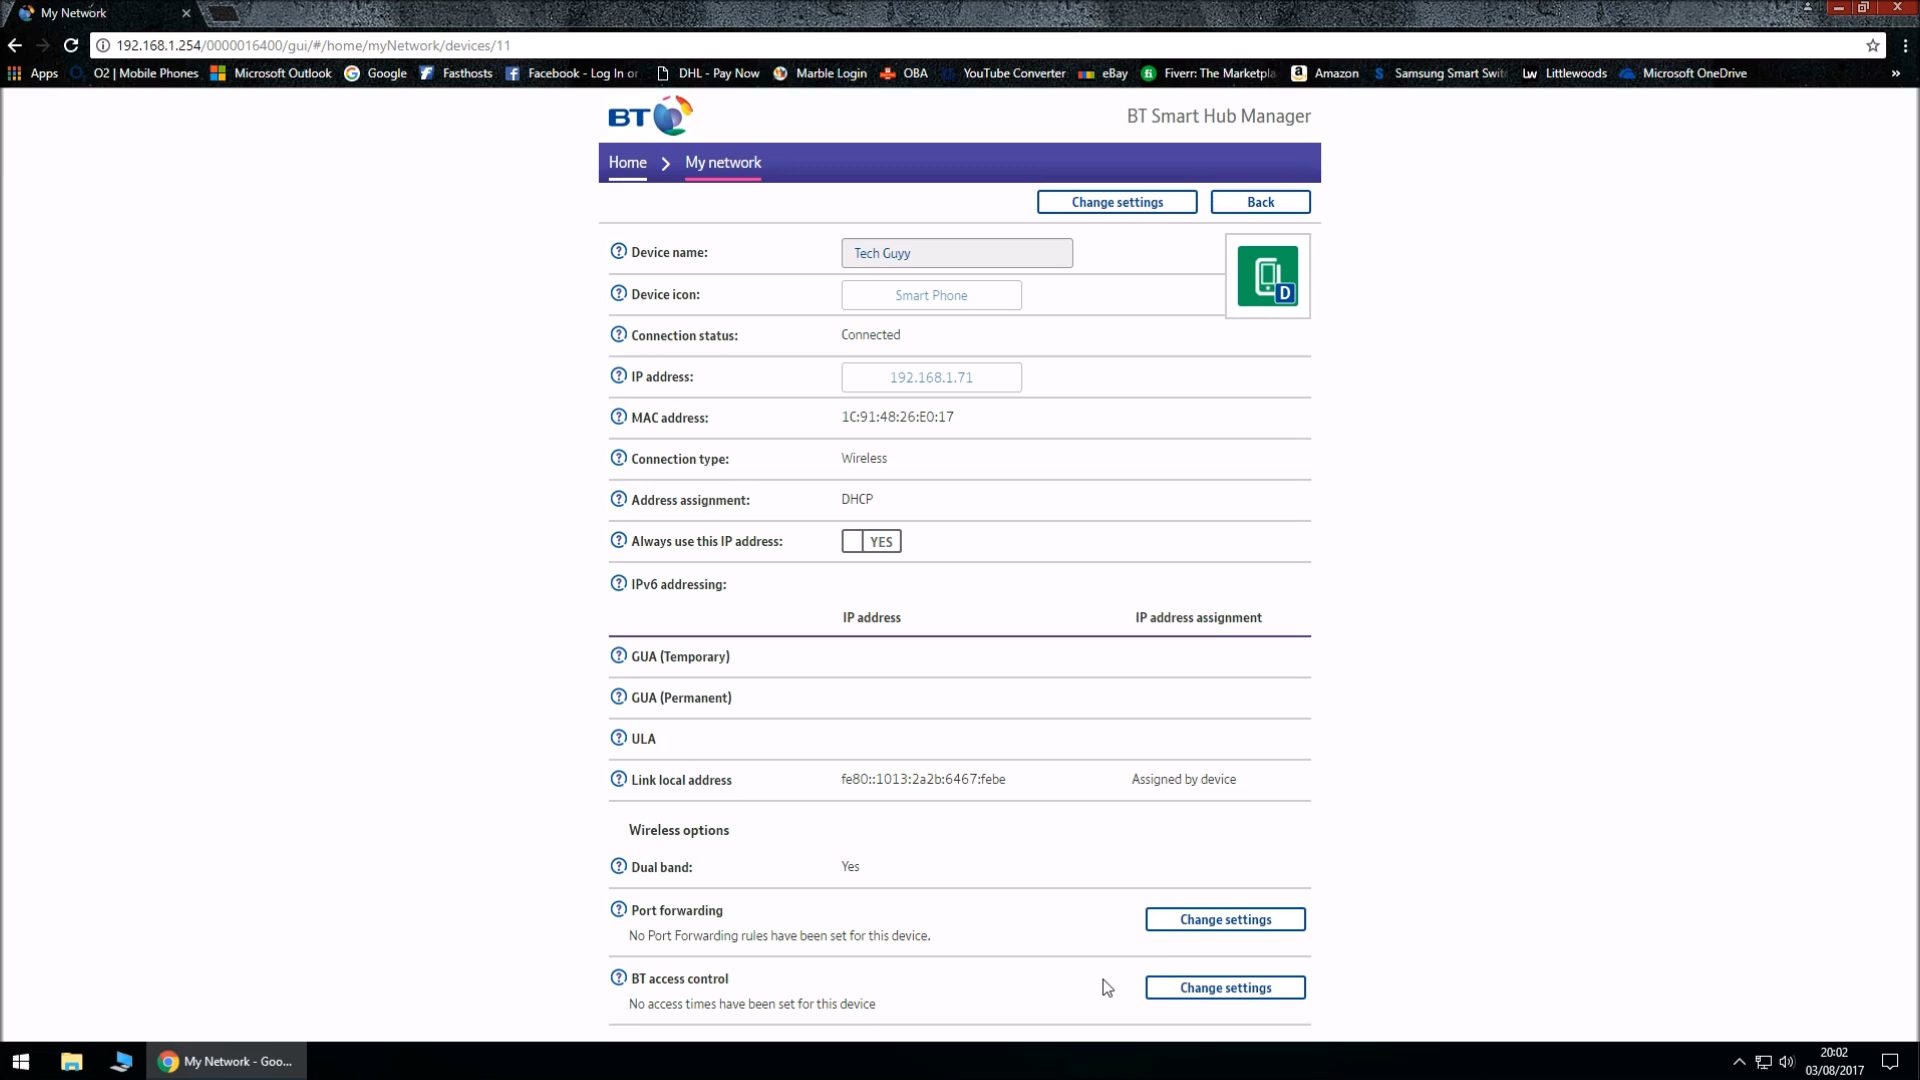 My Network
192.168.1.254/0000016400/gui/#/home/myNetwork/devices/11
Apps O2 | Mobile Phones Microsoft Outlook Google Fasthosts Facebook - Log In or DHL - Pay Now Marble Login OBA YouTube Converter eBay Fiverr: The Marketpla Amazon Samsung Smart Swit Littlewoods Microsoft OneDrive »
BT
BT Smart Hub Manager
Home > My network
Change settings Back
? Device name: Tech Guyy
? Device icon: Smart Phone
D
? Connection status: Connected
? IP address: 192.168.1.71
? MAC address: 1C:91:48:26:E0:17
? Connection type: Wireless
? Address assignment: DHCP
? Always use this IP address: YES
? IPv6 addressing:
IP address IP address assignment
? GUA (Temporary)
? GUA (Permanent)
? ULA
? Link local address fe80::1013:2a2b:6467:febe Assigned by device
Wireless options
? Dual band: Yes
? Port forwarding Change settings
No Port Forwarding rules have been set for this device.
? BT access control Change settings
No access times have been set for this device
My Network - Goo...
20:02
03/08/2017